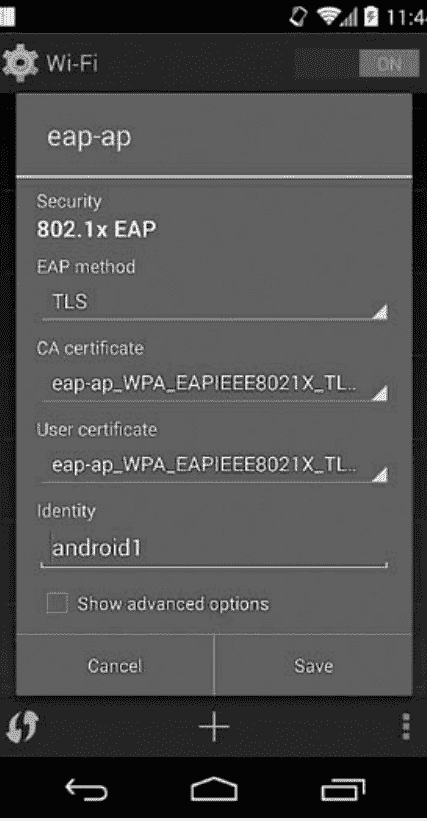 11:44
Wi-Fi
ON
eap-ap
Security
802.1x EAP
EAP method
TLS
CA certificate
eap-ap_WPA_EAPIEEE8021X_TL...
User certificate
eap-ap_WPA_EAPIEEE8021X_TL...
Identity
android1
Show advanced options
Cancel
Save